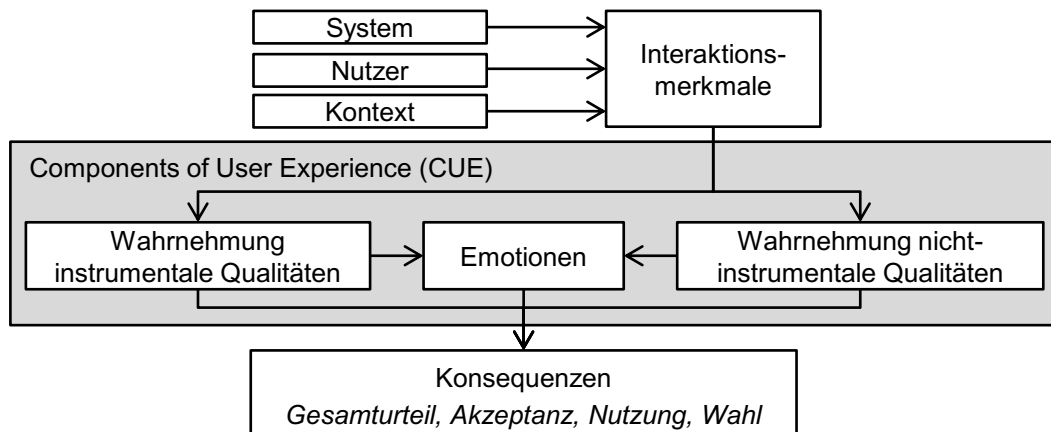 System
Nutzer
Kontext
Interaktions-
merkmale
Components of User Experience (CUE)
Wahrnehmung
instrumentale Qualitäten
Emotionen
Wahrnehmung nicht-
instrumentale Qualitäten
Konsequenzen
Gesamturteil, Akzeptanz, Nutzung, Wahl